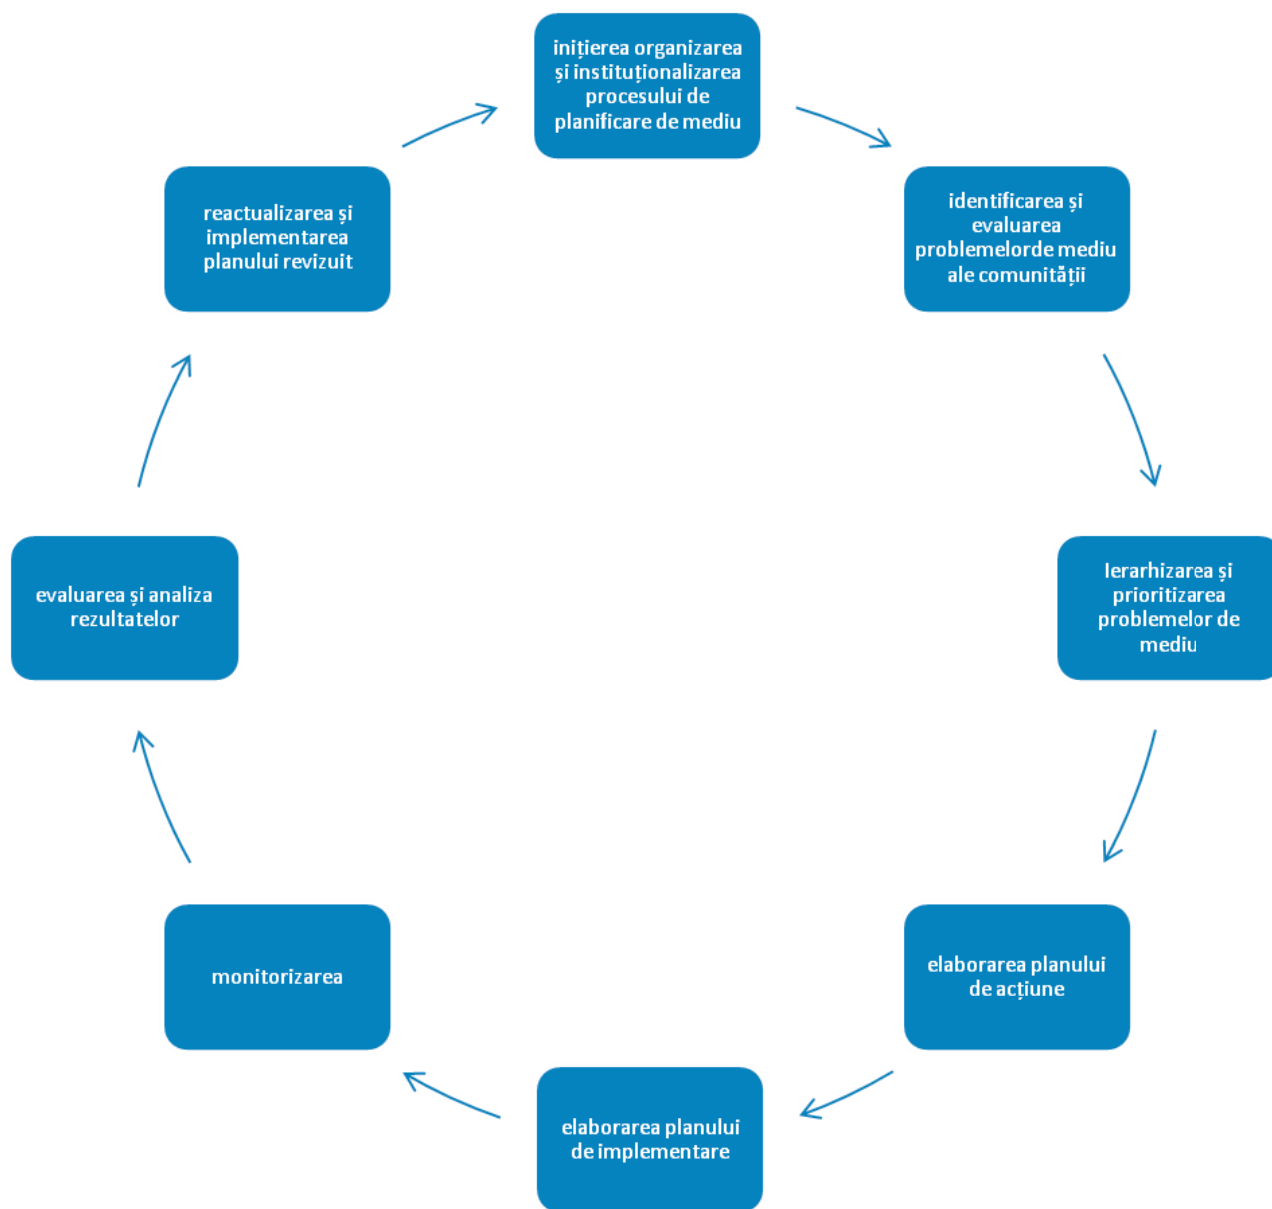 inițierea organizarea
și instituționalizarea
procesului de
planificare de mediu
identificarea și
evaluarea
problemelorde mediu
ale comunității
Ierarhizarea și
prioritizarea
problemelor de
mediu
elaborarea planului
de acțiune
elaborarea planului
de implementare
monitorizarea
evaluarea și analiza
rezultatelor
reactualizarea și
implementarea
planului revizuit